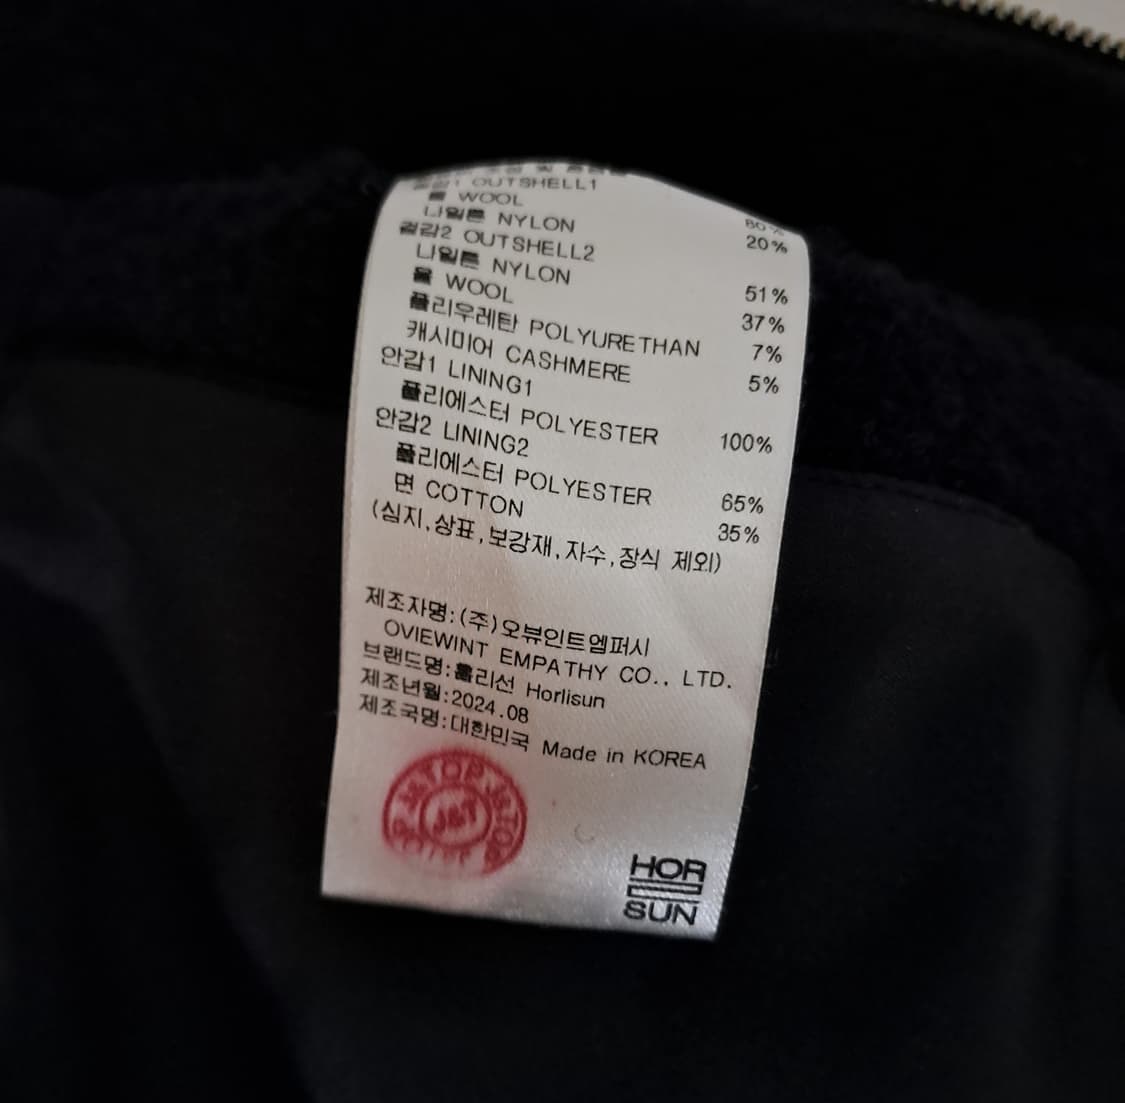 겉감1 OUTSHELL1
울 WOOL 80%
나일론 NYLON 20%
겉감2 OUTSHELL2
나일론 NYLON 51%
울 WOOL 37%
폴리우레탄 POLYURETHAN 7%
캐시미어 CASHMERE 5%
안감1 LINING1
폴리에스터 POLYESTER 100%
안감2 LINING2
폴리에스터 POLYESTER 65%
면 COTTON 35%
(심지,상표,보강재,자수,장식 제외)
제조자명:(주)오뷰인트엠퍼시
OVIEWINT EMPATHY CO., LTD.
브랜드명:홀리선 Horlisun
제조년월:2024.08
제조국명:대한민국 Made in KOREA
J&T
HOR
SUN